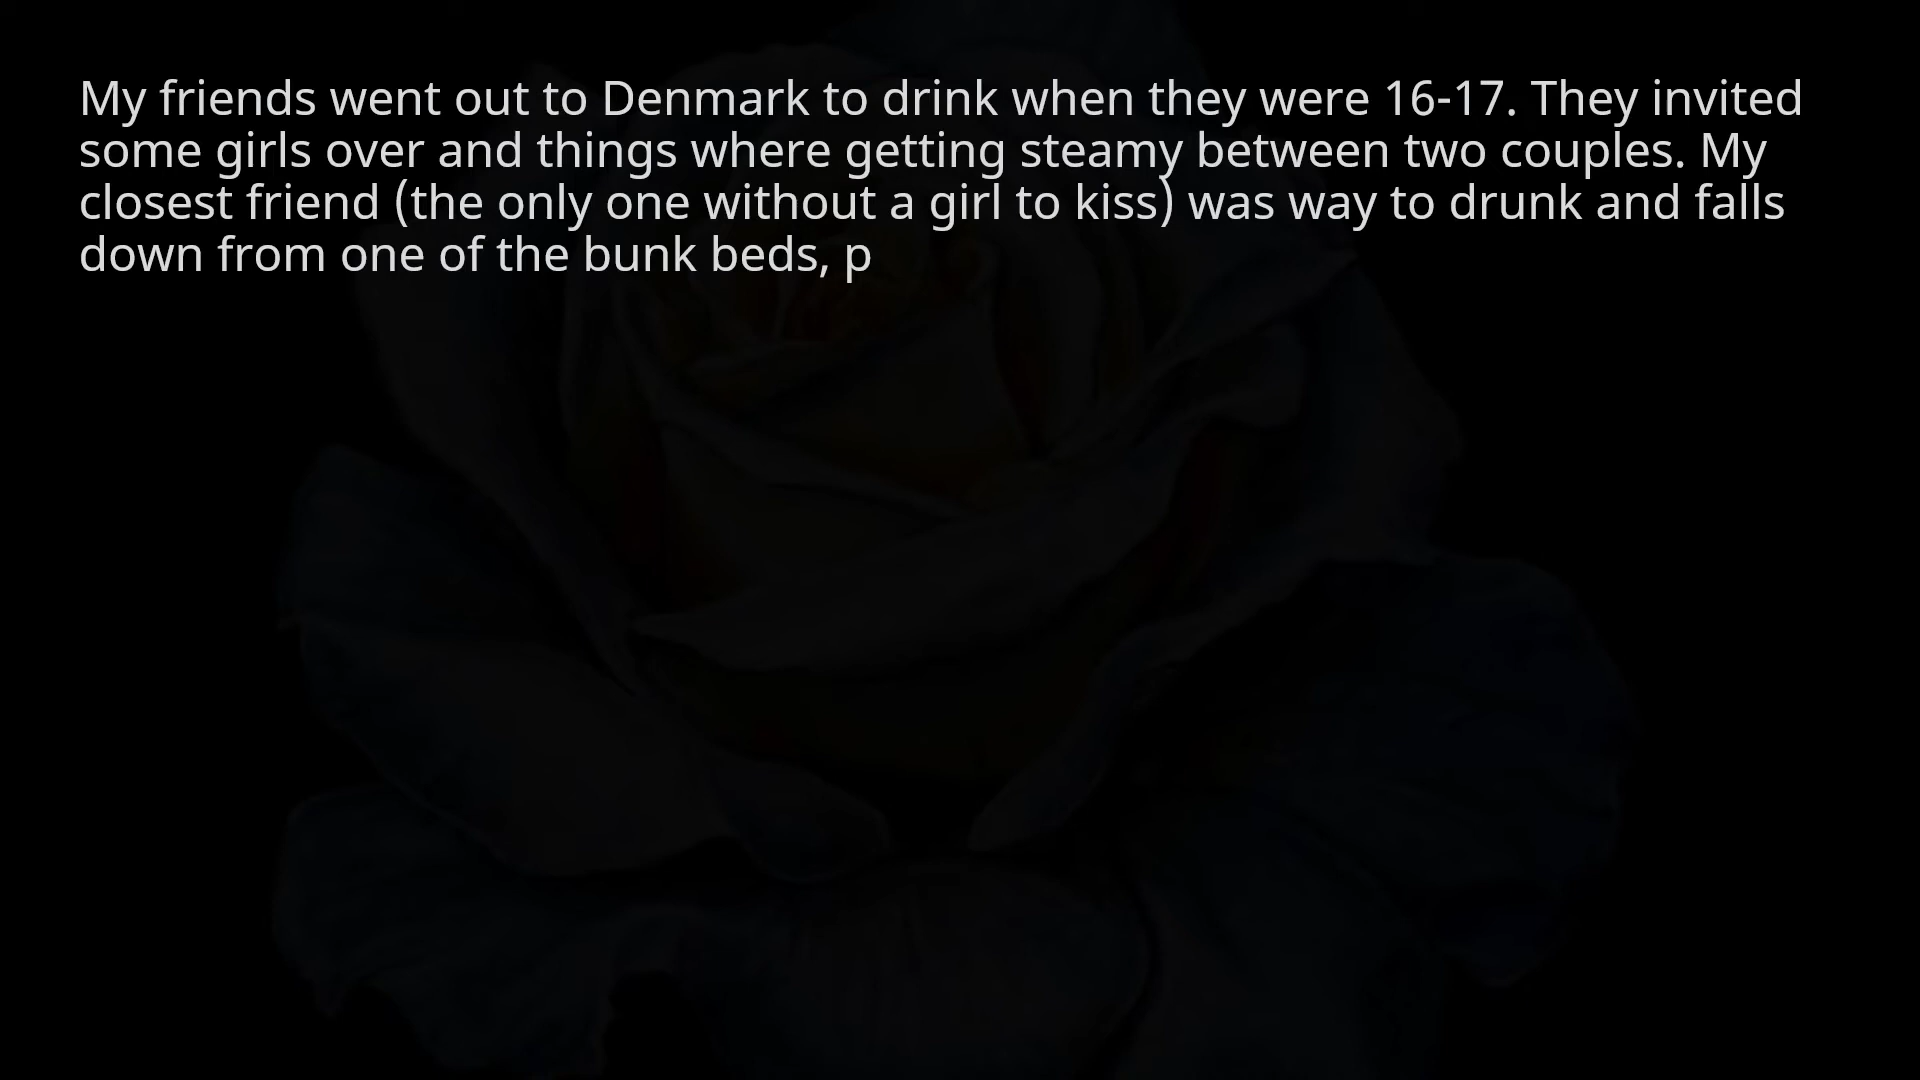 My friends went out to Denmark to drink when they were 16-17. They invited
some girls over and things where getting steamy between two couples. My
closest friend (the only one without a girl to kiss) was way to drunk and falls
down from one of the bunk beds, p